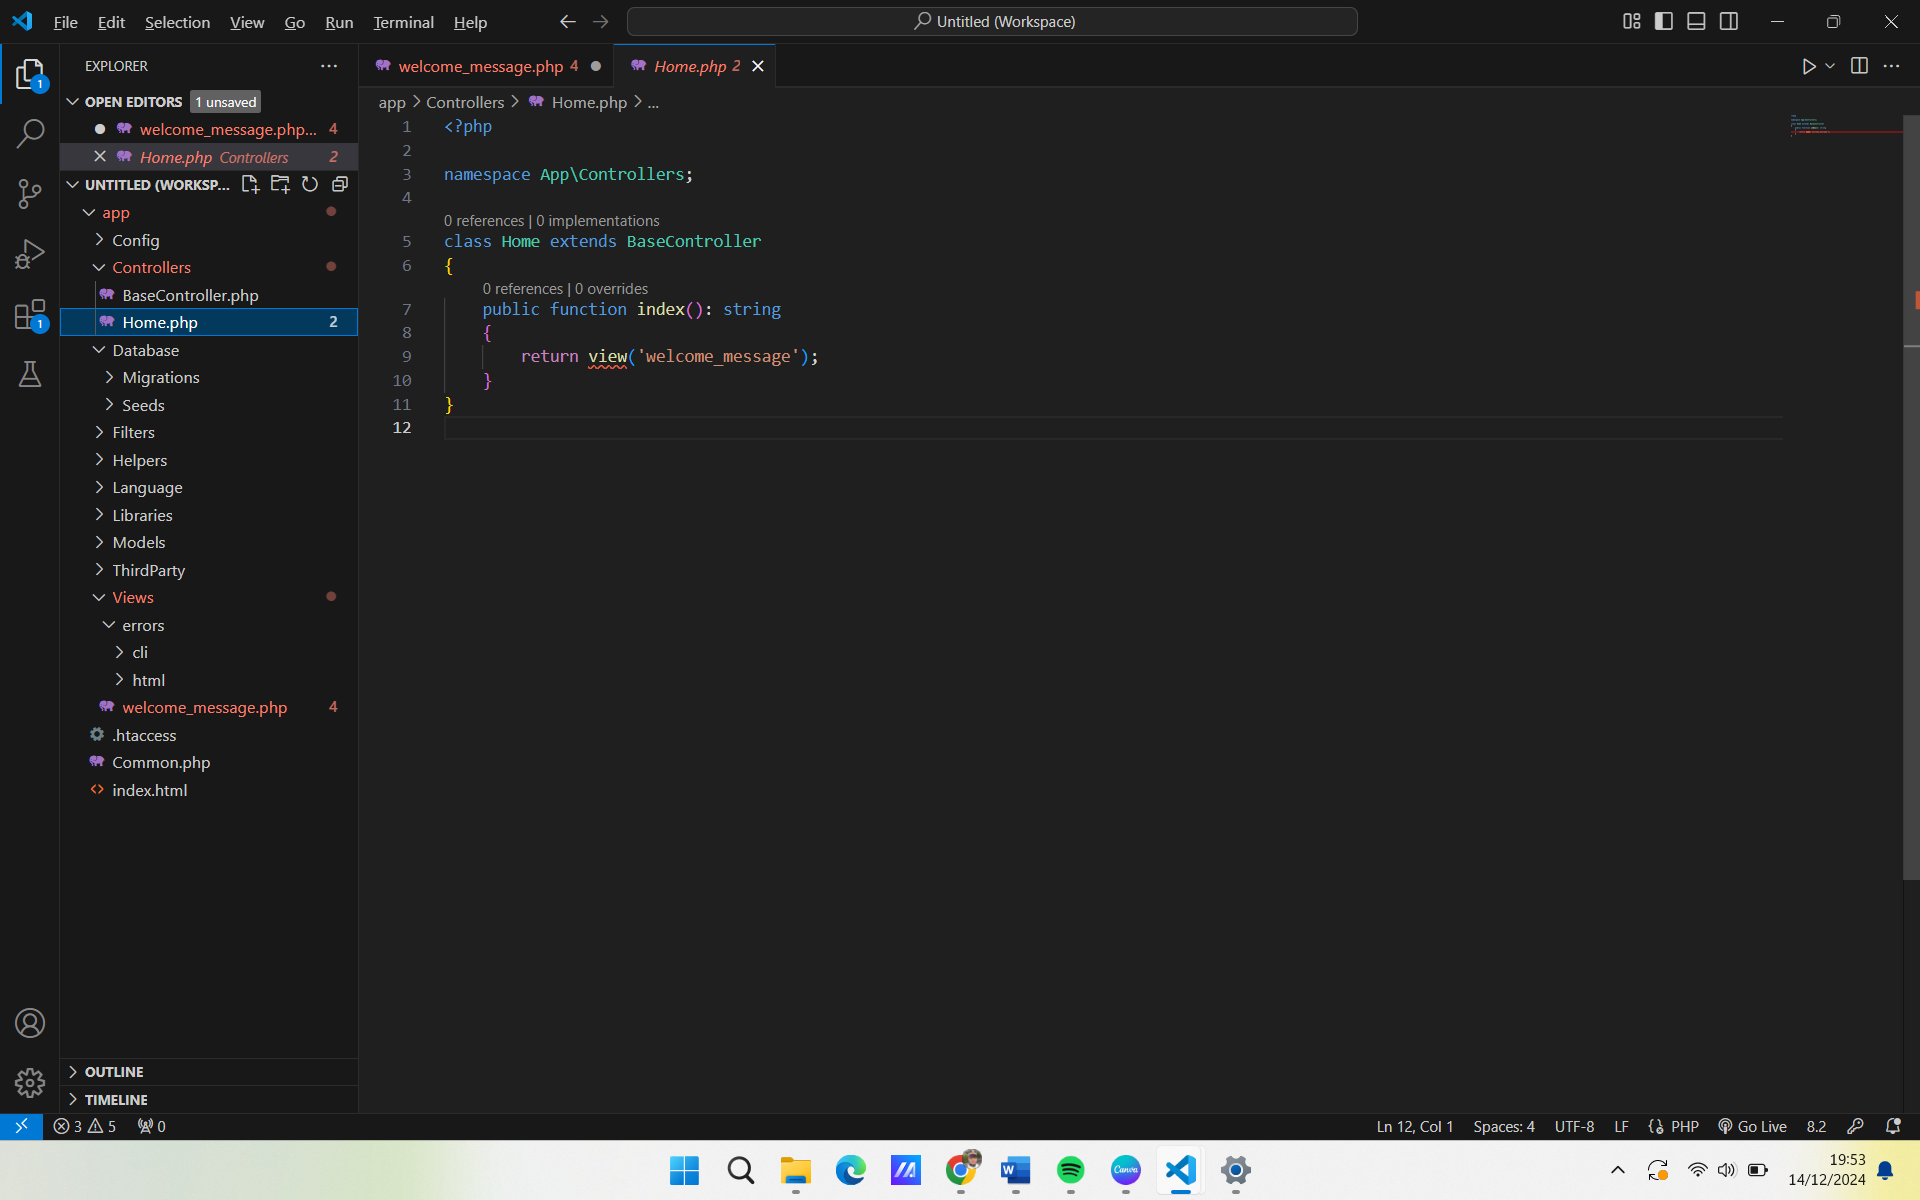 File Edit Selection View Go Run Terminal Help
Untitled (Workspace)
EXPLORER
OPEN EDITORS 1 unsaved
welcome_message.php... 4
Home.php Controllers 2
UNTITLED (WORKSP...
app
Config
Controllers
BaseController.php
Home.php 2
Database
Migrations
Seeds
Filters
Helpers
Language
Libraries
Models
ThirdParty
Views
errors
cli
html
welcome_message.php 4
.htaccess
Common.php
index.html
OUTLINE
TIMELINE
welcome_message.php 4
Home.php 2
app > Controllers > Home.php > ...
1 <?php
2
3 namespace App\Controllers;
4
0 references | 0 implementations
5 class Home extends BaseController
6 {
0 references | 0 overrides
7 public function index(): string
8 {
9 return view('welcome_message');
10 }
11 }
12
1
1
3 5 0
Ln 12, Col 1 Spaces: 4 UTF-8 LF PHP Go Live 8.2
Canva
W
19:53
14/12/2024